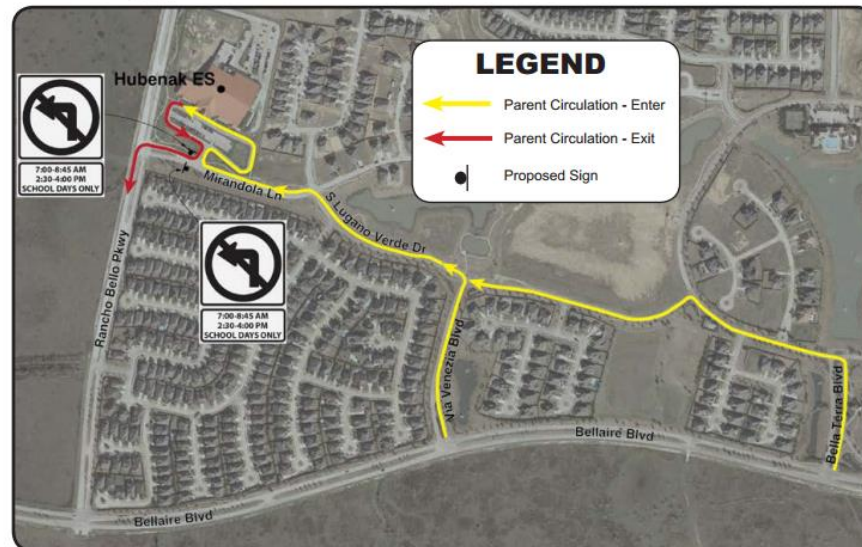 LEGEND
Parent Circulation - Enter
Parent Circulation - Exit
Proposed Sign
Hubenak ES
7:00-8:45 AM
2:30-4:00 PM
SCHOOL DAYS ONLY
Mirandola Ln
S Lugano Verde Dr
7:00-8:45 AM
2:30-4:00 PM
SCHOOL DAYS ONLY
Rancho Bello Pkwy
Via Venezia Blvd
Bella Terra Blvd
Bellaire Blvd
Bellaire Blvd